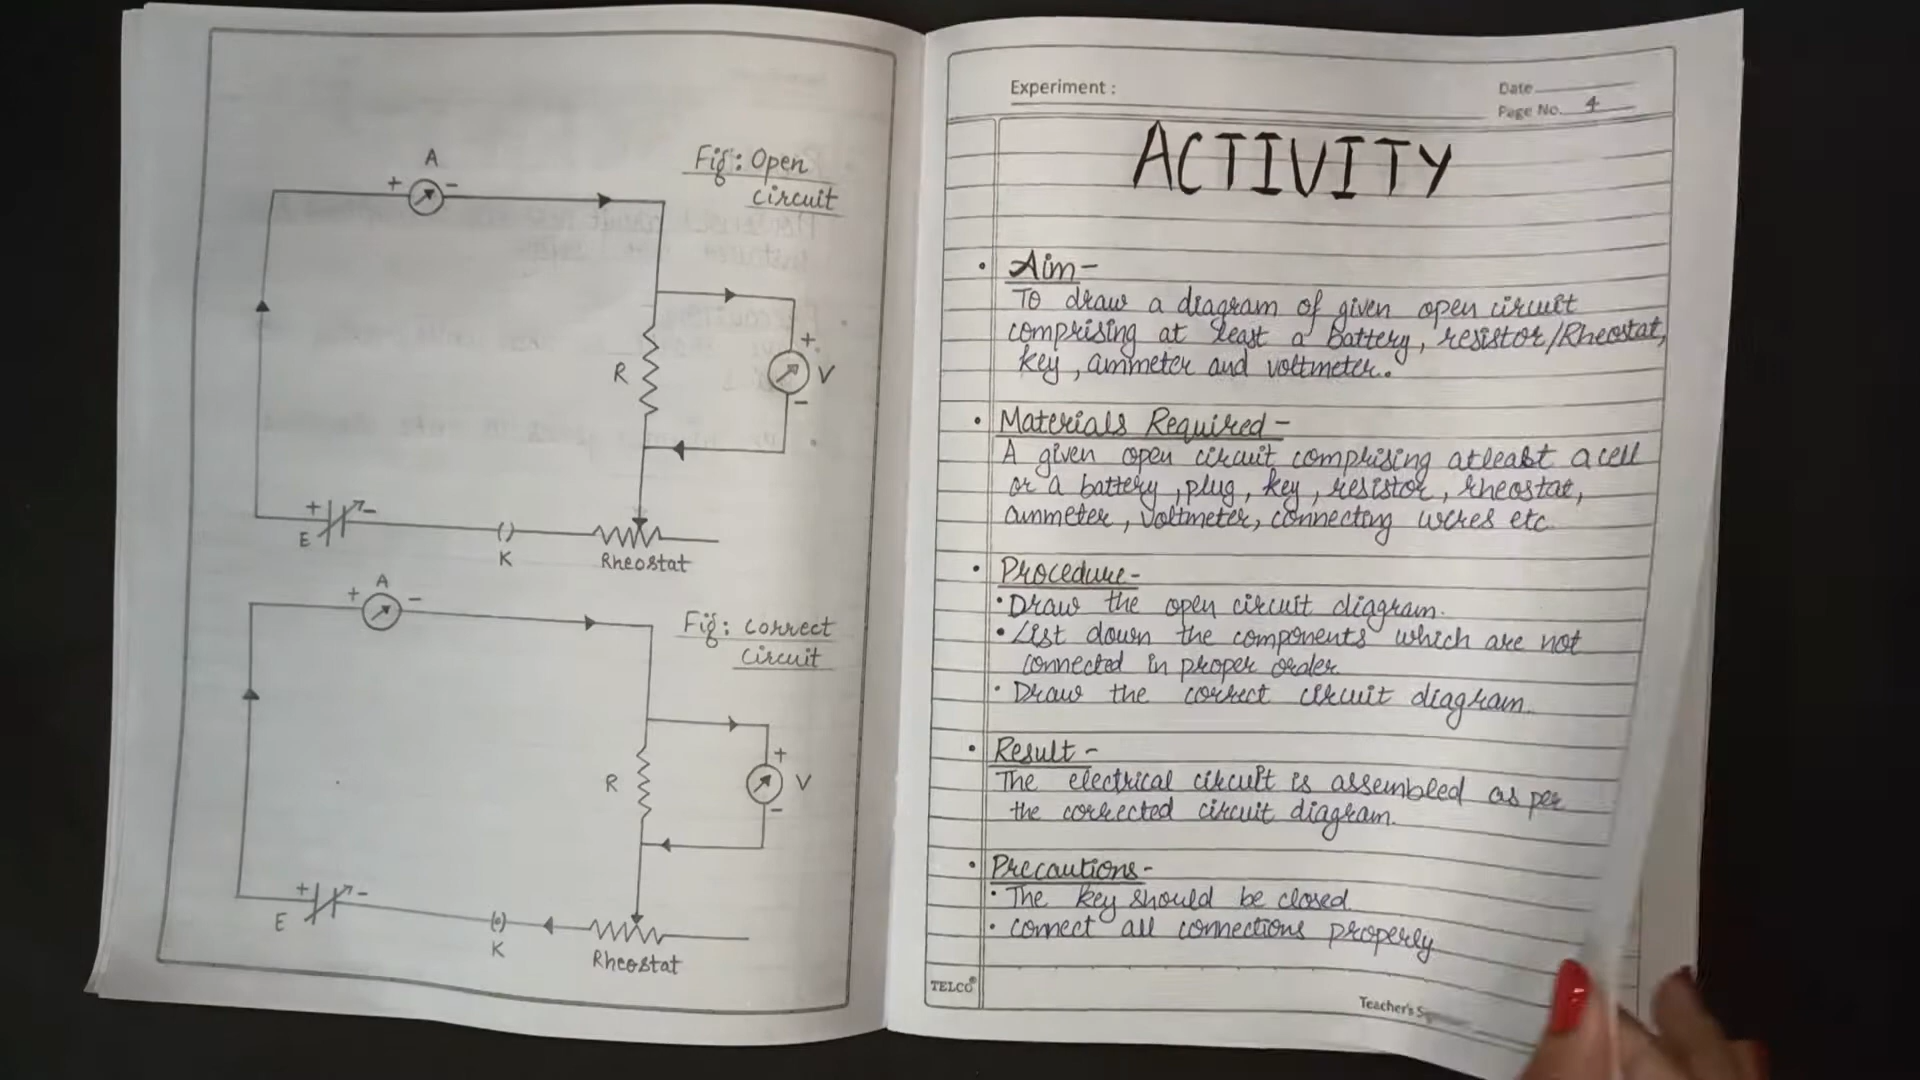 A
+ -
Fig: Open
circuit
R
+
V
-
+ -
E
K
Rheostat
A
+ -
Fig: correct
circuit
R
+
V
-
+ -
E
K
Rheostat
Experiment :
Date
Page No. 4
ACTIVITY
• Aim-
To draw a diagram of given open circuit
comprising at least a battery, resistor/Rheostat,
key, ammeter and voltmeter.
• Materials Required-
A given open circuit comprising atleast a cell
or a battery, plug, key, resistor, rheostat,
ammeter, voltmeter, connecting wires etc
• Procedure-
• Draw the open circuit diagram.
• List down the components which are not
connected in proper order
• Draw the correct circuit diagram.
• Result-
The electrical circuit is assembled as per
the corrected circuit diagram.
• Precautions-
• The key should be closed
• connect all connections properly
TELCO
Teacher's